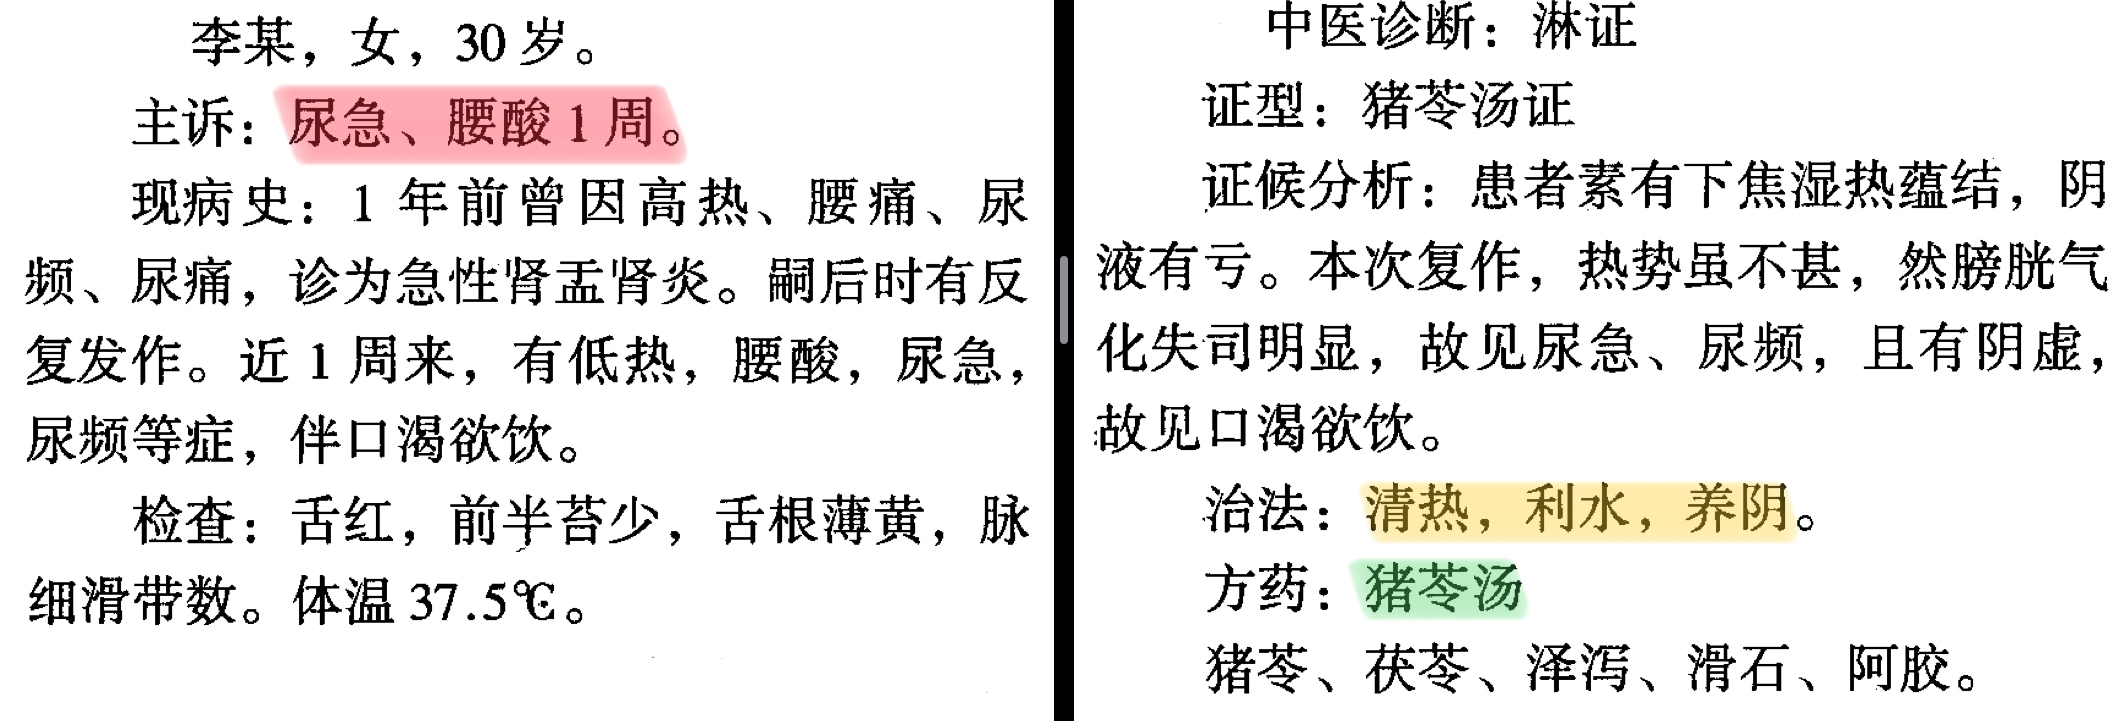 李某，女，30岁。
主诉：尿急、腰酸1周。
现病史：1年前曾因高热、腰痛、尿
频、尿痛，诊为急性肾盂肾炎。嗣后时有反
复发作。近1周来，有低热，腰酸，尿急，
尿频等症，伴口渴欲饮。
检查：舌红，前半苔少，舌根薄黄，脉
细滑带数。体温37.5℃。
中医诊断：淋证
证型：猪苓汤证
证候分析：患者素有下焦湿热蕴结，阴
液有亏。本次复作，热势虽不甚，然膀胱气
化失司明显，故见尿急、尿频，且有阴虚，
故见口渴欲饮。
治法：清热，利水，养阴。
方药：猪苓汤
猪苓、茯苓、泽泻、滑石、阿胶。